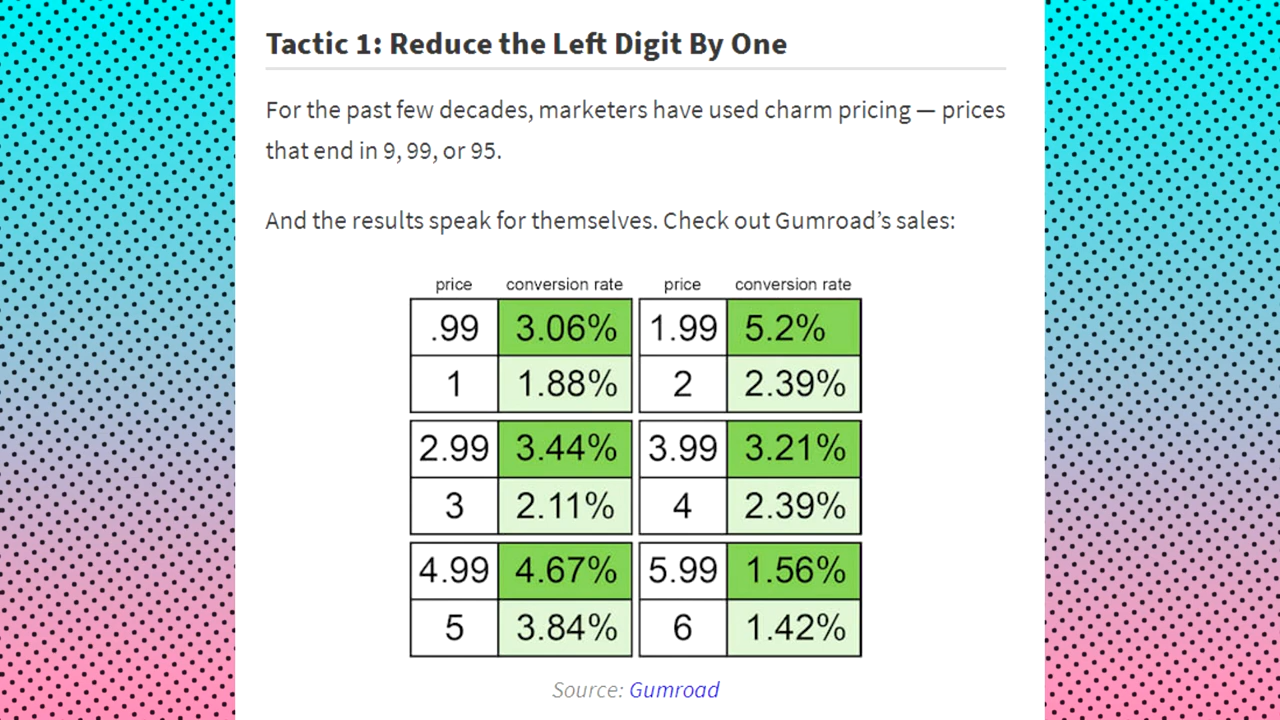 Tactic 1: Reduce the Left Digit By One
For the past few decades, marketers have used charm pricing — prices
that end in 9, 99, or 95.
And the results speak for themselves. Check out Gumroad’s sales:
price conversion rate price conversion rate
.99 3.06% 1.99 5.2%
1 1.88% 2 2.39%
2.99 3.44% 3.99 3.21%
3 2.11% 4 2.39%
4.99 4.67% 5.99 1.56%
5 3.84% 6 1.42%
Source: Gumroad